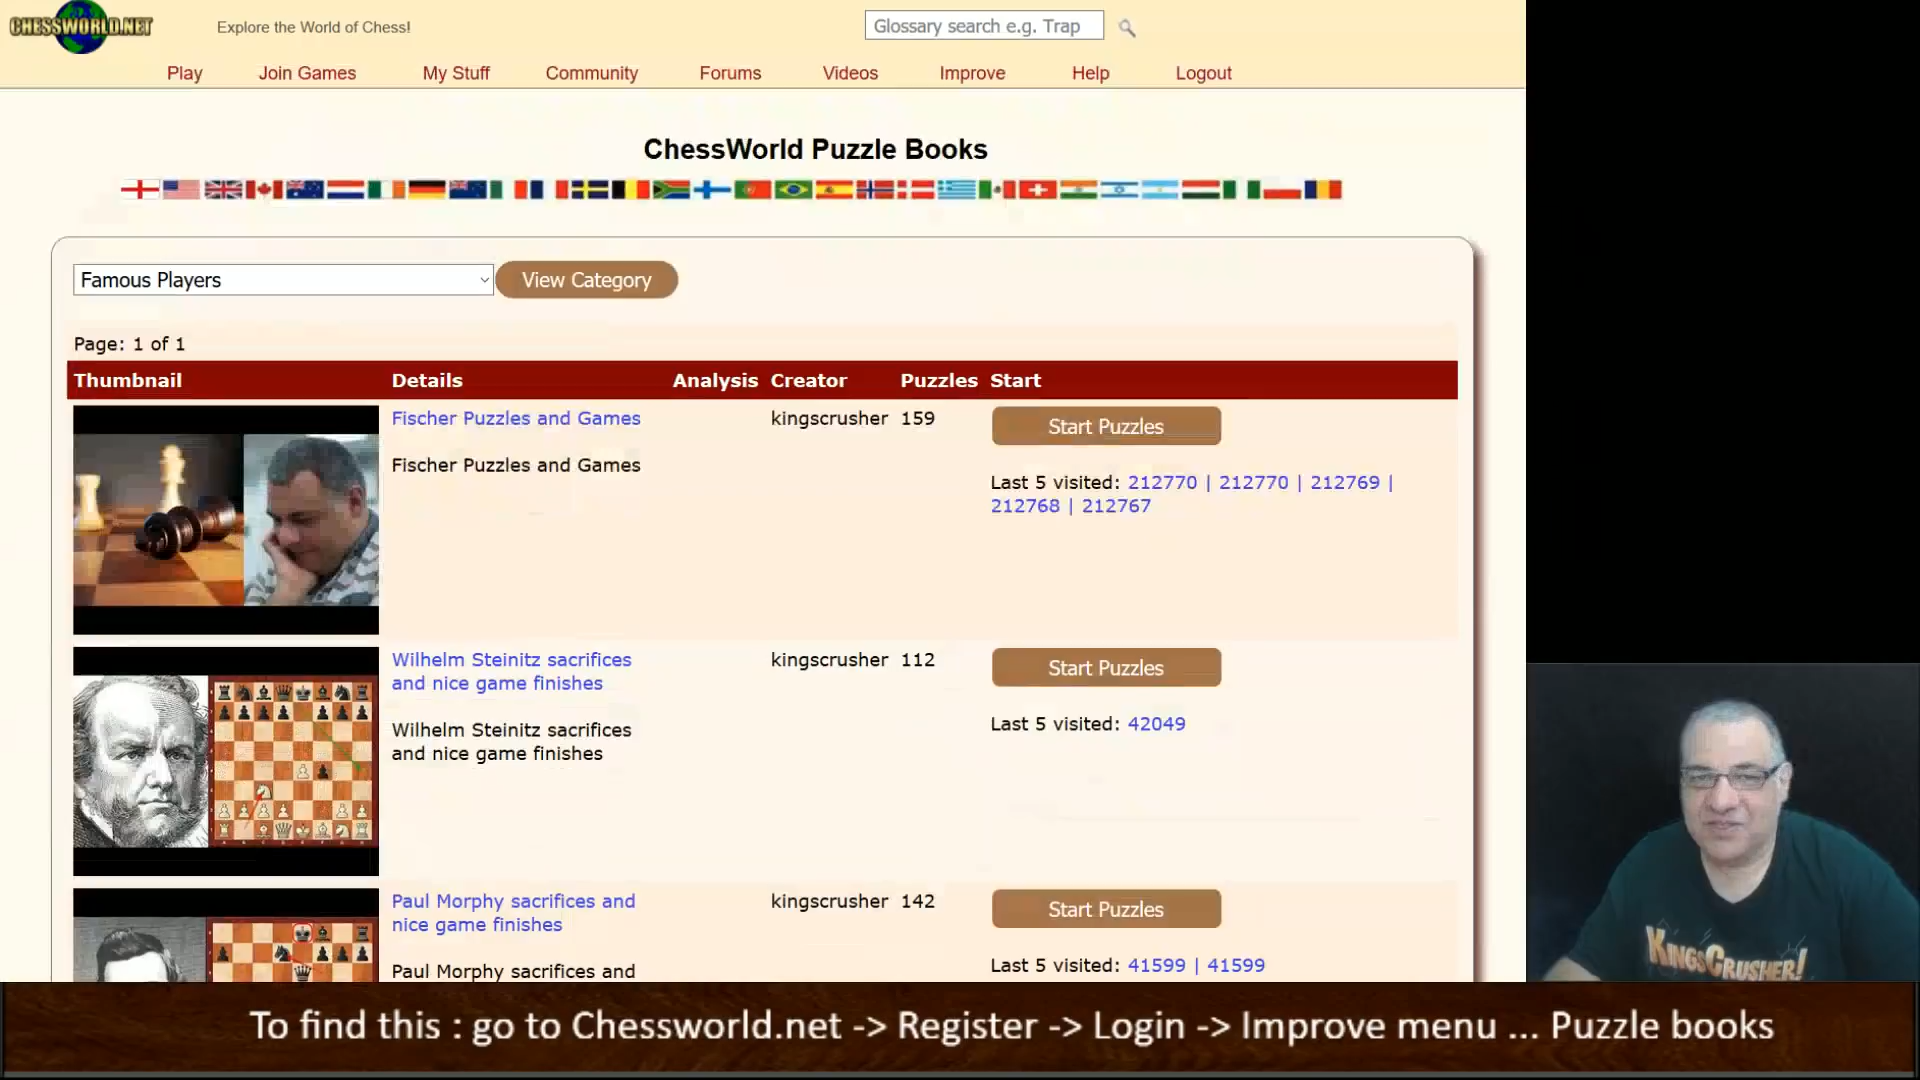 CHESSWORLD.NET
Explore the World of Chess!
Glossary search e.g. Trap
Play Join Games My Stuff Community Forums Videos Improve Help Logout
ChessWorld Puzzle Books
Famous Players
View Category
Page: 1 of 1
Thumbnail Details Analysis Creator Puzzles Start
Fischer Puzzles and Games kingscrusher 159 Start Puzzles
Fischer Puzzles and Games
Last 5 visited: 212770 | 212770 | 212769 |
212768 | 212767
Wilhelm Steinitz sacrifices kingscrusher 112 Start Puzzles
and nice game finishes
Wilhelm Steinitz sacrifices
and nice game finishes
Last 5 visited: 42049
Paul Morphy sacrifices and kingscrusher 142 Start Puzzles
nice game finishes
Paul Morphy sacrifices and
Last 5 visited: 41599 | 41599
KINGSCRUSHER!
To find this : go to Chessworld.net -> Register -> Login -> Improve menu ... Puzzle books